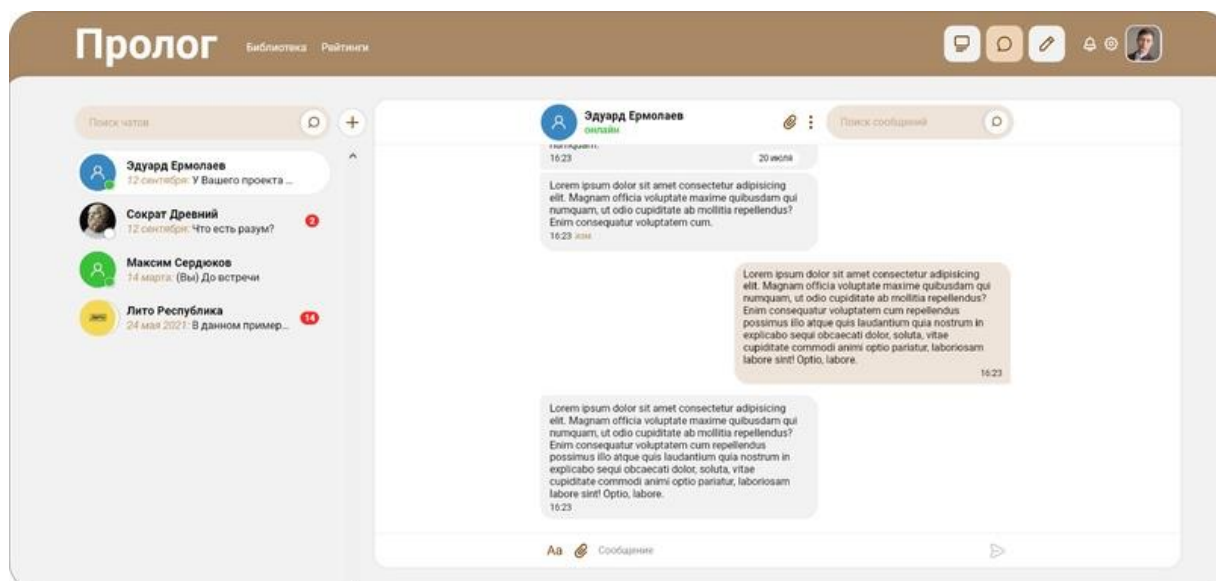 Пролог
Библиотека Рейтинги
Поиск чатов
Эдуард Ермолаев
12 сентября: У Вашего проекта ...
Сократ Древний
12 сентября: Что есть разум?
2
Максим Сердюков
14 марта: (Вы) До встречи
Лито Республика
24 мая 2021: В данном пример...
14
Эдуард Ермолаев
онлайн
Поиск сообщений
numquam.
16:23
20 июля
Lorem ipsum dolor sit amet consectetur adipisicing
elit. Magnam officia voluptate maxime quibusdam qui
numquam, ut odio cupiditate ab mollitia repellendus?
Enim consequatur voluptatem cum.
16:23 изм
Lorem ipsum dolor sit amet consectetur adipisicing
elit. Magnam officia voluptate maxime quibusdam qui
numquam, ut odio cupiditate ab mollitia repellendus?
Enim consequatur voluptatem cum repellendus
possimus illo atque quis laudantium quia nostrum in
explicabo sequi obcaecati dolor, soluta, vitae
cupiditate commodi animi optio pariatur, laboriosam
labore sint! Optio, labore.
16:23
Lorem ipsum dolor sit amet consectetur adipisicing
elit. Magnam officia voluptate maxime quibusdam qui
numquam, ut odio cupiditate ab mollitia repellendus?
Enim consequatur voluptatem cum repellendus
possimus illo atque quis laudantium quia nostrum in
explicabo sequi obcaecati dolor, soluta, vitae
cupiditate commodi animi optio pariatur, laboriosam
labore sint! Optio, labore.
16:23
Aa Сообщение